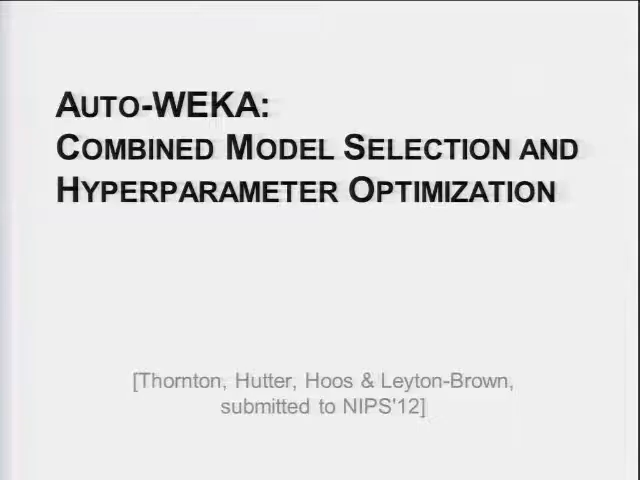 AUTO-WEKA:
COMBINED MODEL SELECTION AND
HYPERPARAMETER OPTIMIZATION
[Thornton, Hutter, Hoos & Leyton-Brown,
submitted to NIPS'12]